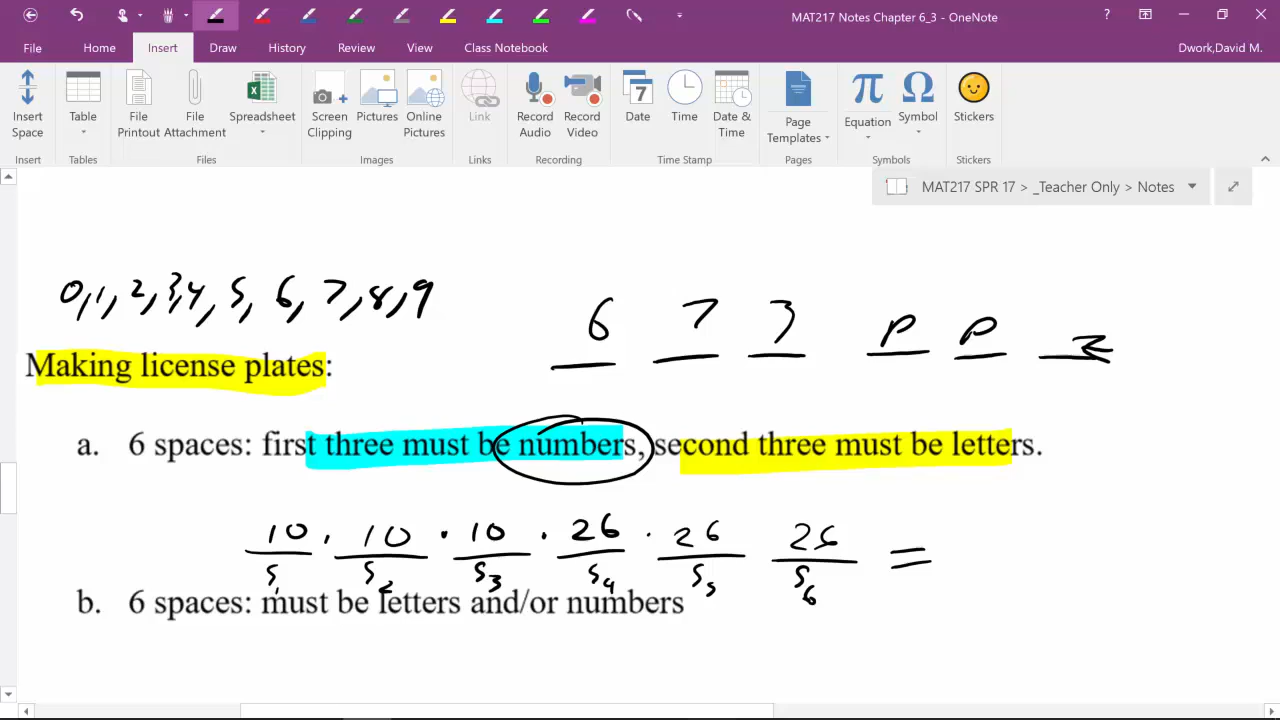 MAT217 Notes Chapter 6_3 - OneNote
?
Dwork,David M.
File Home Insert Draw History Review View Class Notebook
Insert Space
Table
File Printout
File Attachment
Spreadsheet
Screen Clipping
Pictures
Online Pictures
Link
Record Audio
Record Video
Date
Time
Date & Time
Page Templates
Equation
Symbol
Stickers
Insert Tables Files Images Links Recording Time Stamp Pages Symbols Stickers
MAT217 SPR 17 > _Teacher Only > Notes
0, 1, 2, 3, 4, 5, 6, 7, 8, 9
6 7 3 P P Z
Making license plates:
a. 6 spaces: first three must be numbers, second three must be letters.
10 · 10 · 10 · 26 · 26 26 =
S1 S2 S3 S4 S5 S6
b. 6 spaces: must be letters and/or numbers